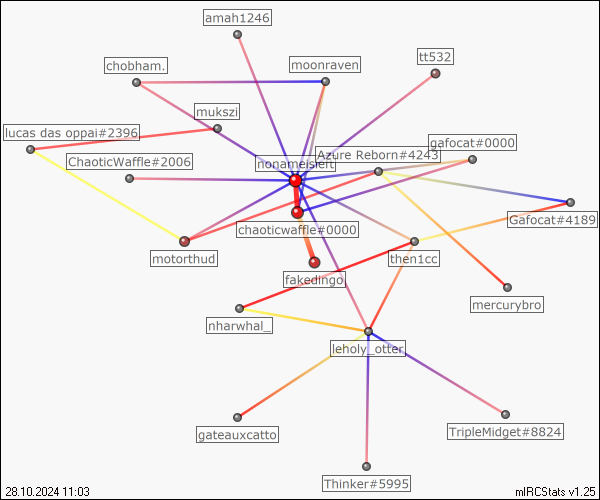 amah1246
tt532
chobham.
moonraven
mukszi
lucas das oppai#2396
gafocat#0000
Azure Reborn#4243
ChaoticWaffle#2006
nonameisleft
Gafocat#4189
chaoticwaffle#0000
motorthud
then1cc
fakedingo
mercurybro
nharwhal_
leholy_otter
gateauxcatto
TripleMidget#8824
Thinker#5995
28.10.2024 11:03
mIRCStats v1.25